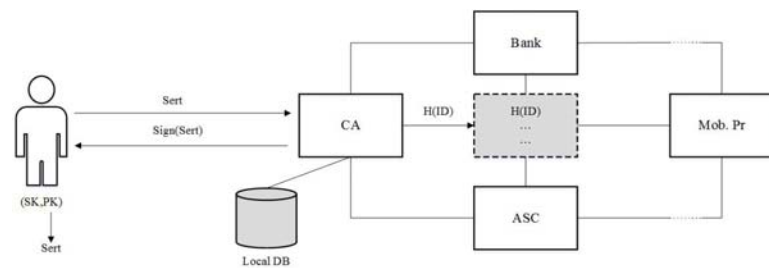 Bank
Sert
Sign(Sert)
CA
H(ID)
H(ID)
...
...
Mob. Pr
(SK,PK)
Sert
Local DB
ASC